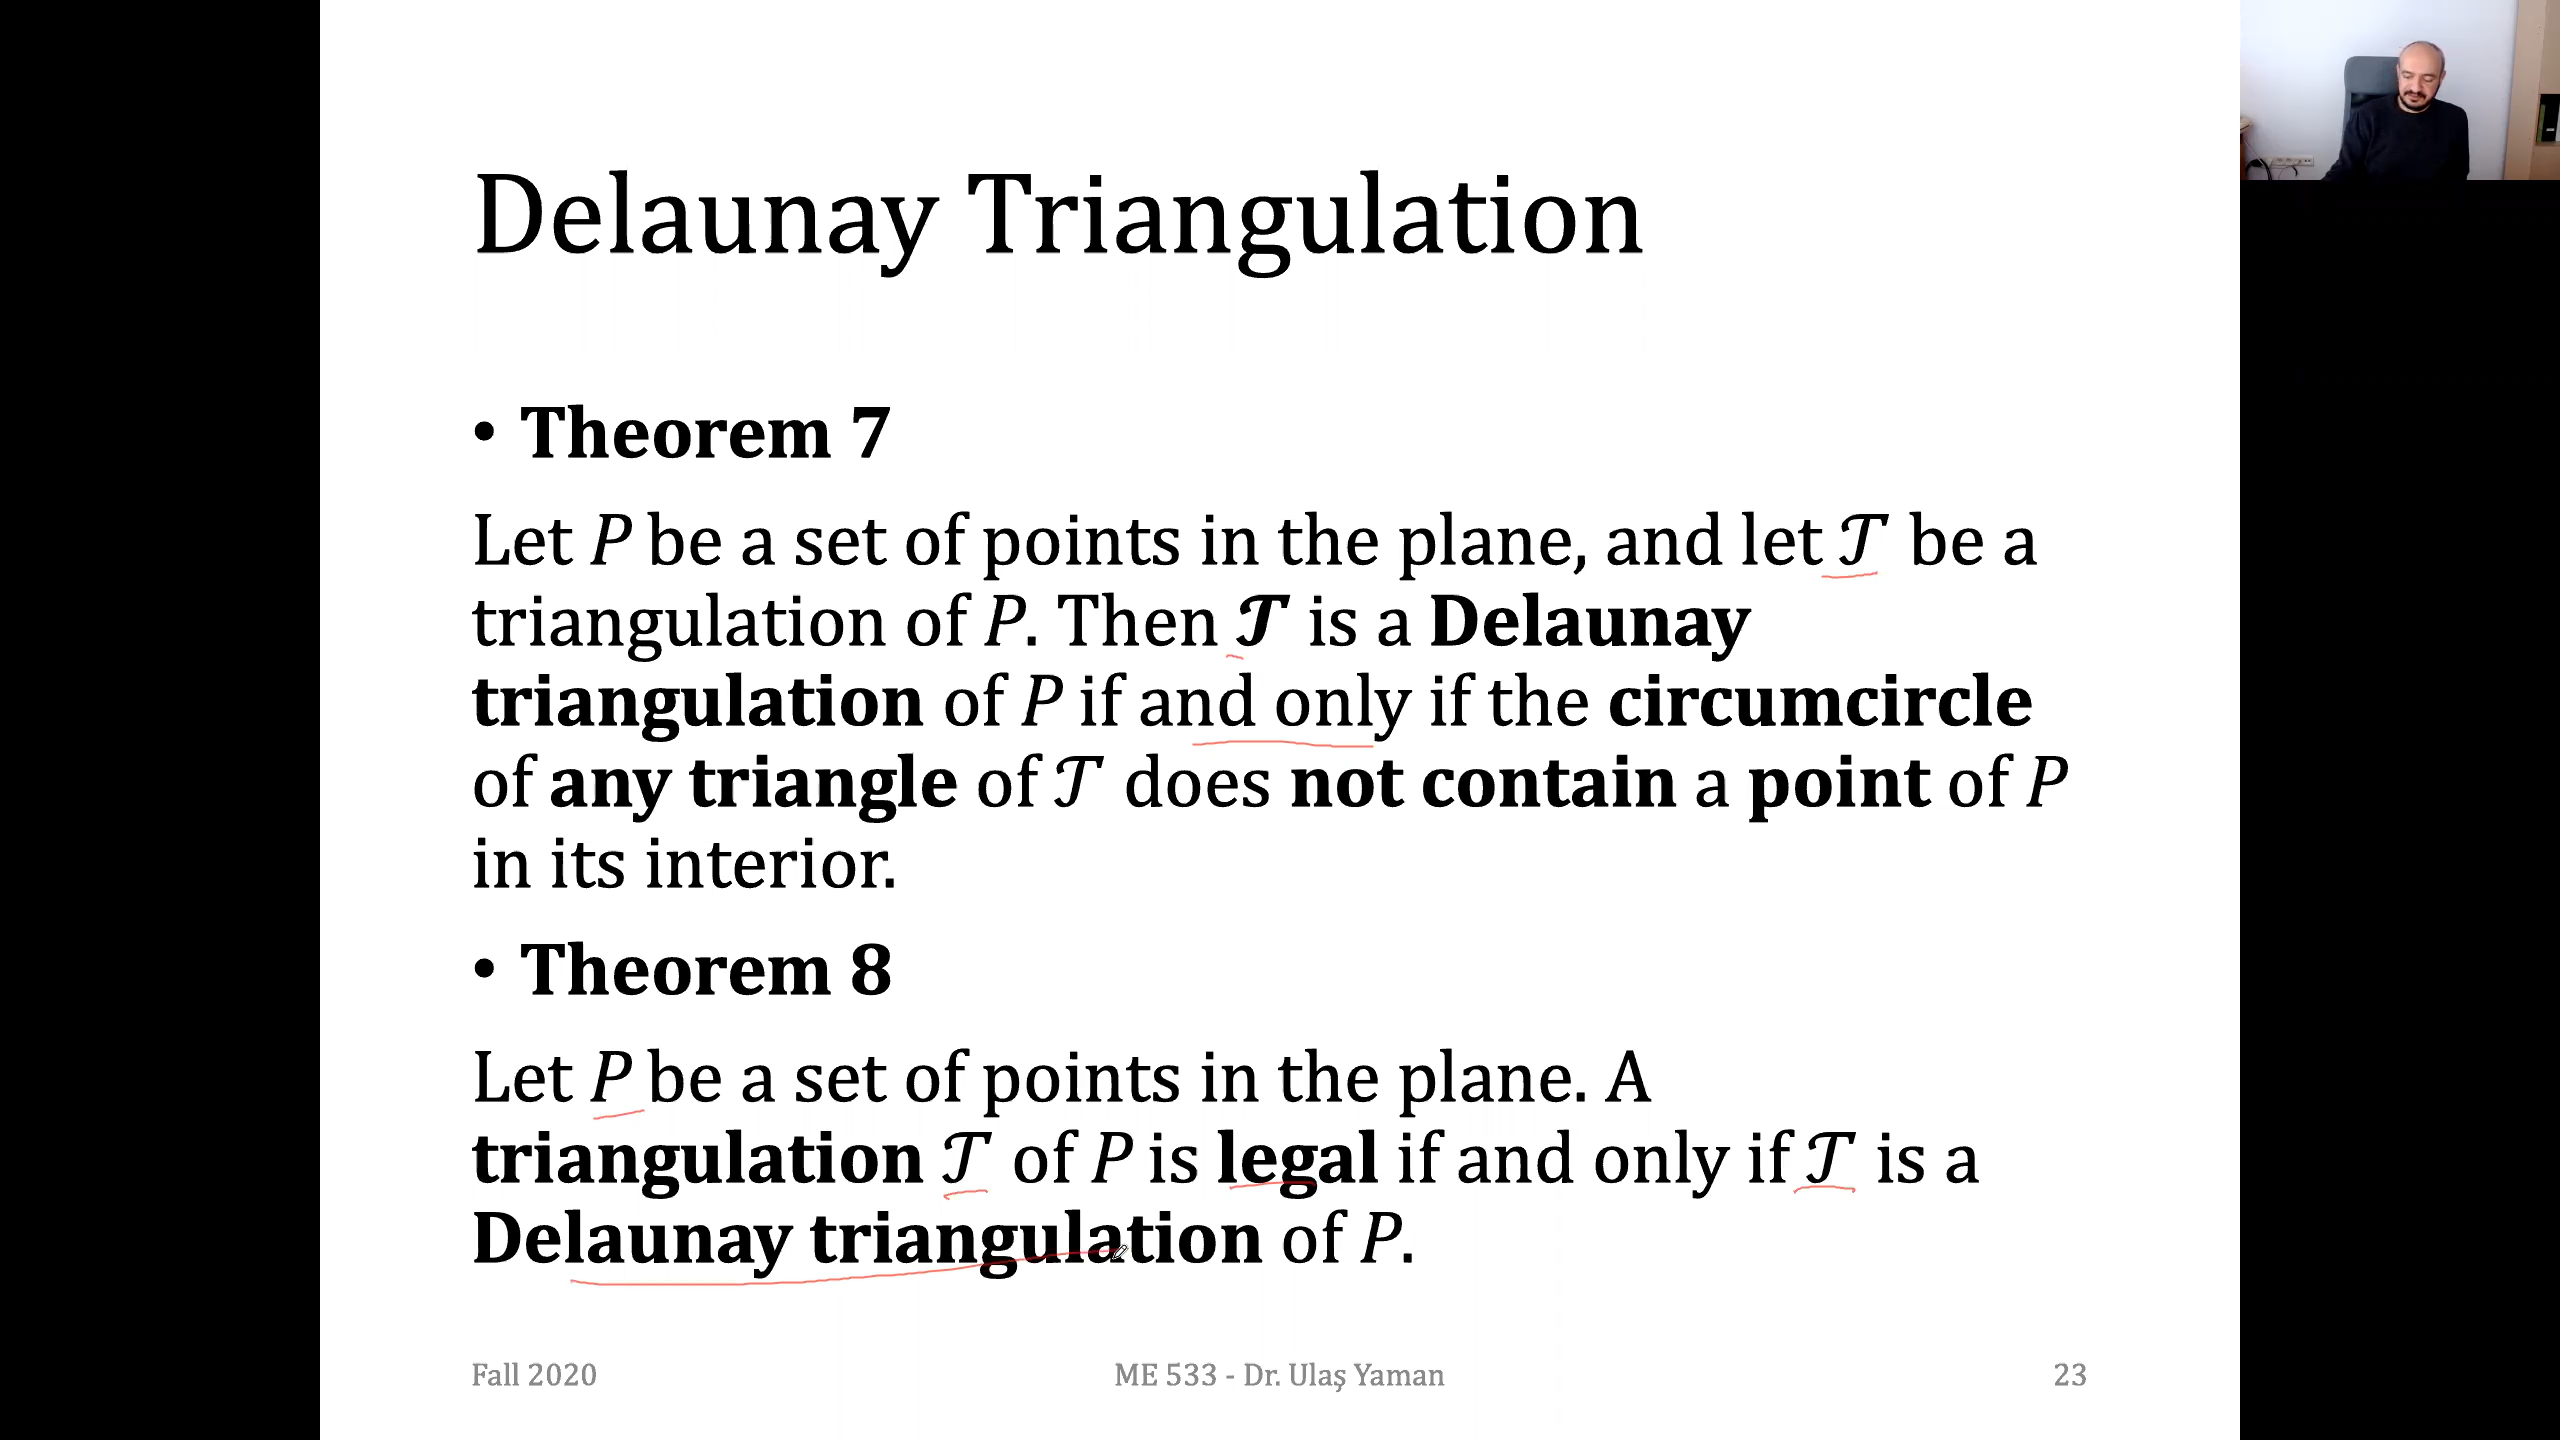 Delaunay Triangulation
• Theorem 7
Let P be a set of points in the plane, and let 𝒯 be a
triangulation of P. Then 𝓣 is a Delaunay
triangulation of P if and only if the circumcircle
of any triangle of 𝒯 does not contain a point of P
in its interior.
• Theorem 8
Let P be a set of points in the plane. A
triangulation 𝒯 of P is legal if and only if 𝒯 is a
Delaunay triangulation of P.
Fall 2020
ME 533 - Dr. Ulaş Yaman
23